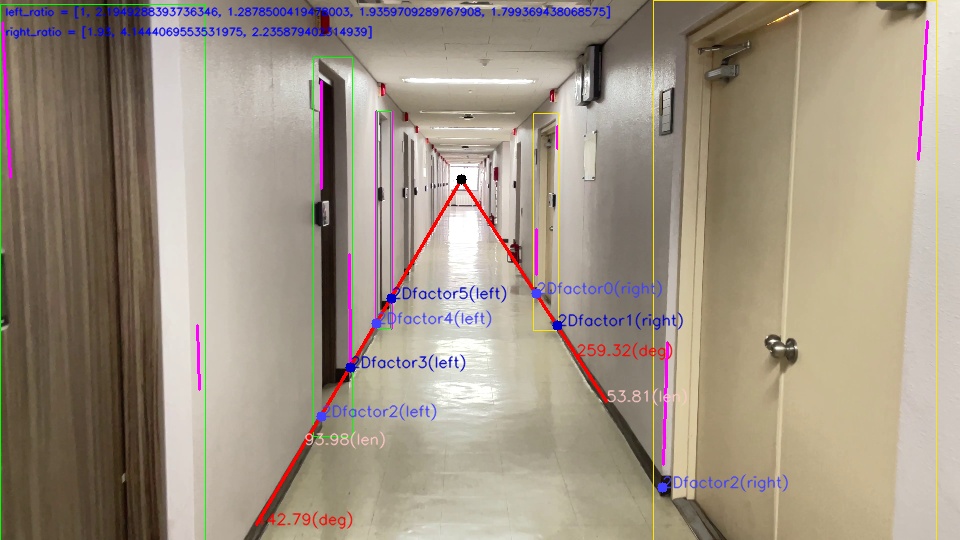 left_ratio = [1, 2.1949288393736346, 1.2878500419478003, 1.9359709289767908, 1.799369438068575]
right_ratio = [1.95, 4.1444069553531975, 2.235879402314939]
2Dfactor5(left)
2Dfactor0(right)
2Dfactor4(left)
2Dfactor1(right)
259.32(deg)
2Dfactor3(left)
53.81(len)
2Dfactor2(left)
93.98(len)
2Dfactor2(right)
42.79(deg)